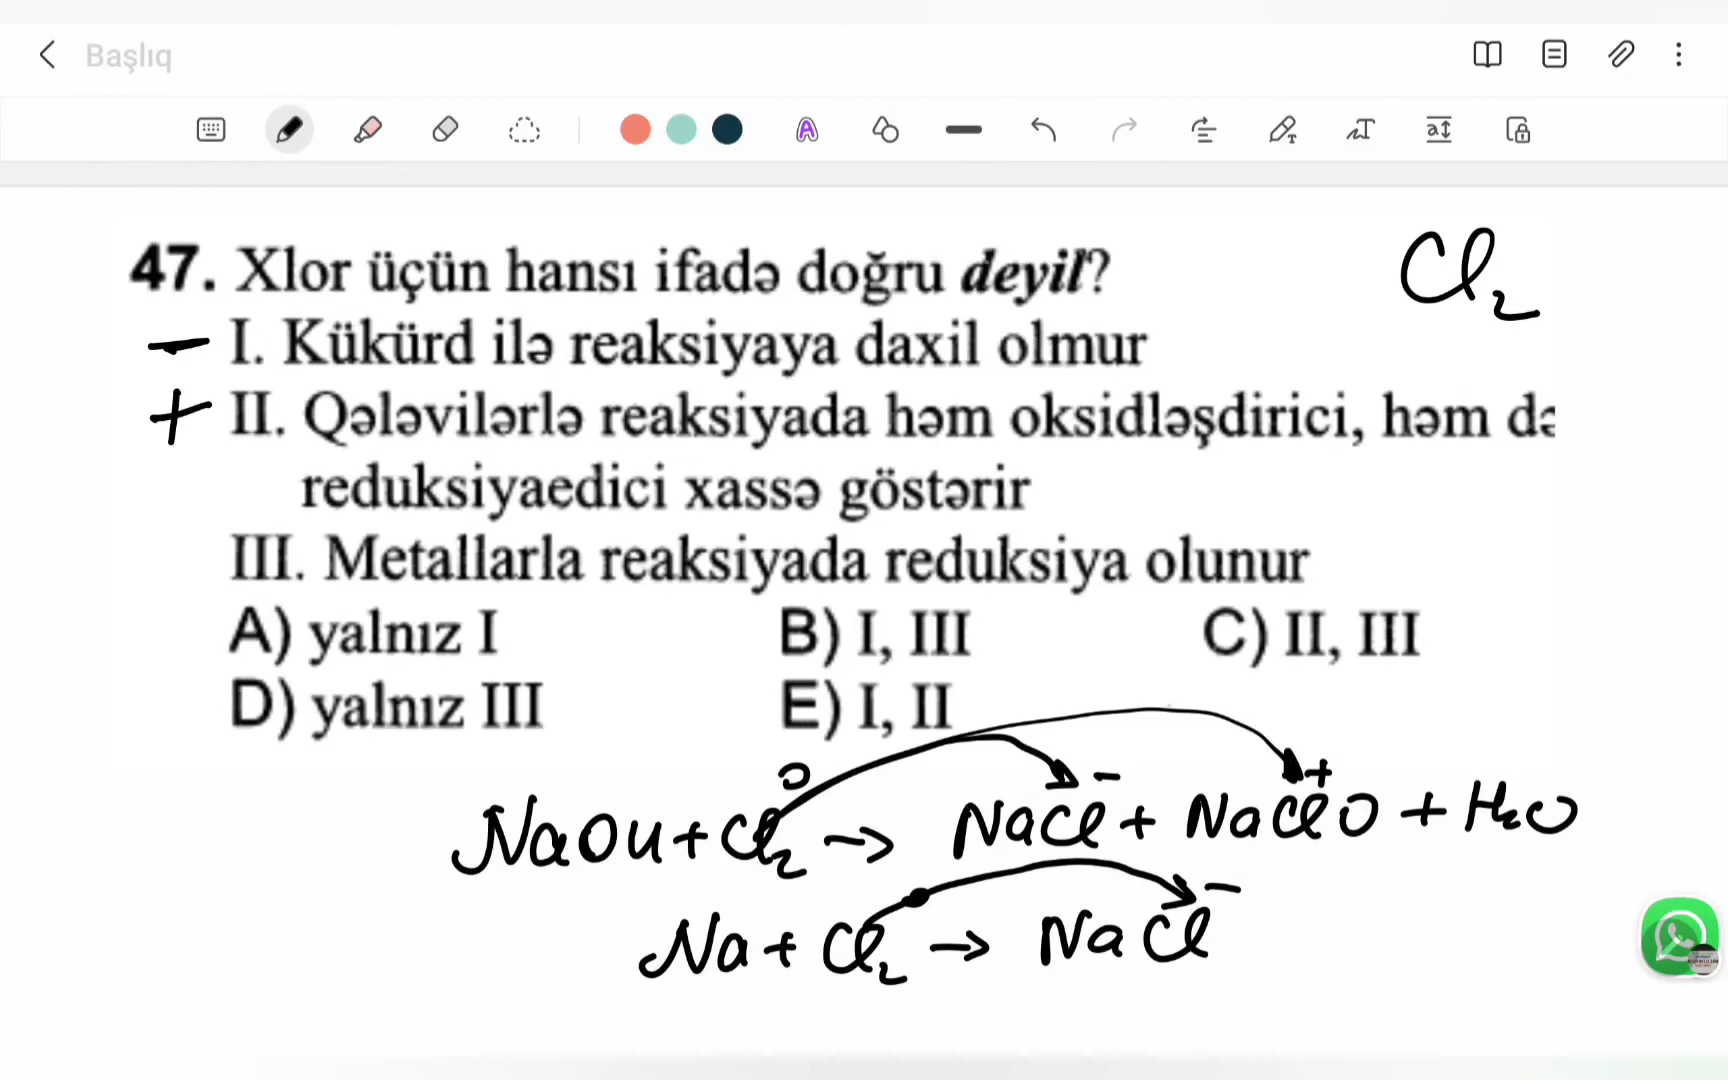 Başlıq
47. Xlor üçün hansı ifadə doğru deyil?
Cl₂
− I. Kükürd ilə reaksiyaya daxil olmur
+ II. Qələvilərlə reaksiyada həm oksidləşdirici, həm də
reduksiyaedici xassə göstərir
III. Metallarla reaksiyada reduksiya olunur
A) yalnız I B) I, III C) II, III
D) yalnız III E) I, II
NaOH + Cl₂⁰ → NaCl⁻ + NaCl⁺O + H₂O
Na + Cl₂ → NaCl⁻